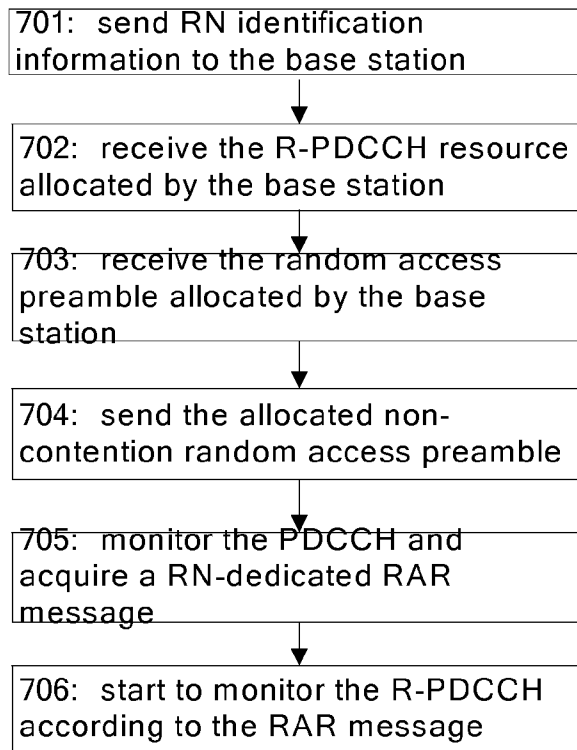 701: send RN identification
information to the base station
702: receive the R-PDCCH resource
allocated by the base station
703: receive the random access
preamble allocated by the base
station
704: send the allocated non-
contention random access preamble
705: monitor the PDCCH and
acquire a RN-dedicated RAR
message
706: start to monitor the R-PDCCH
according to the RAR message